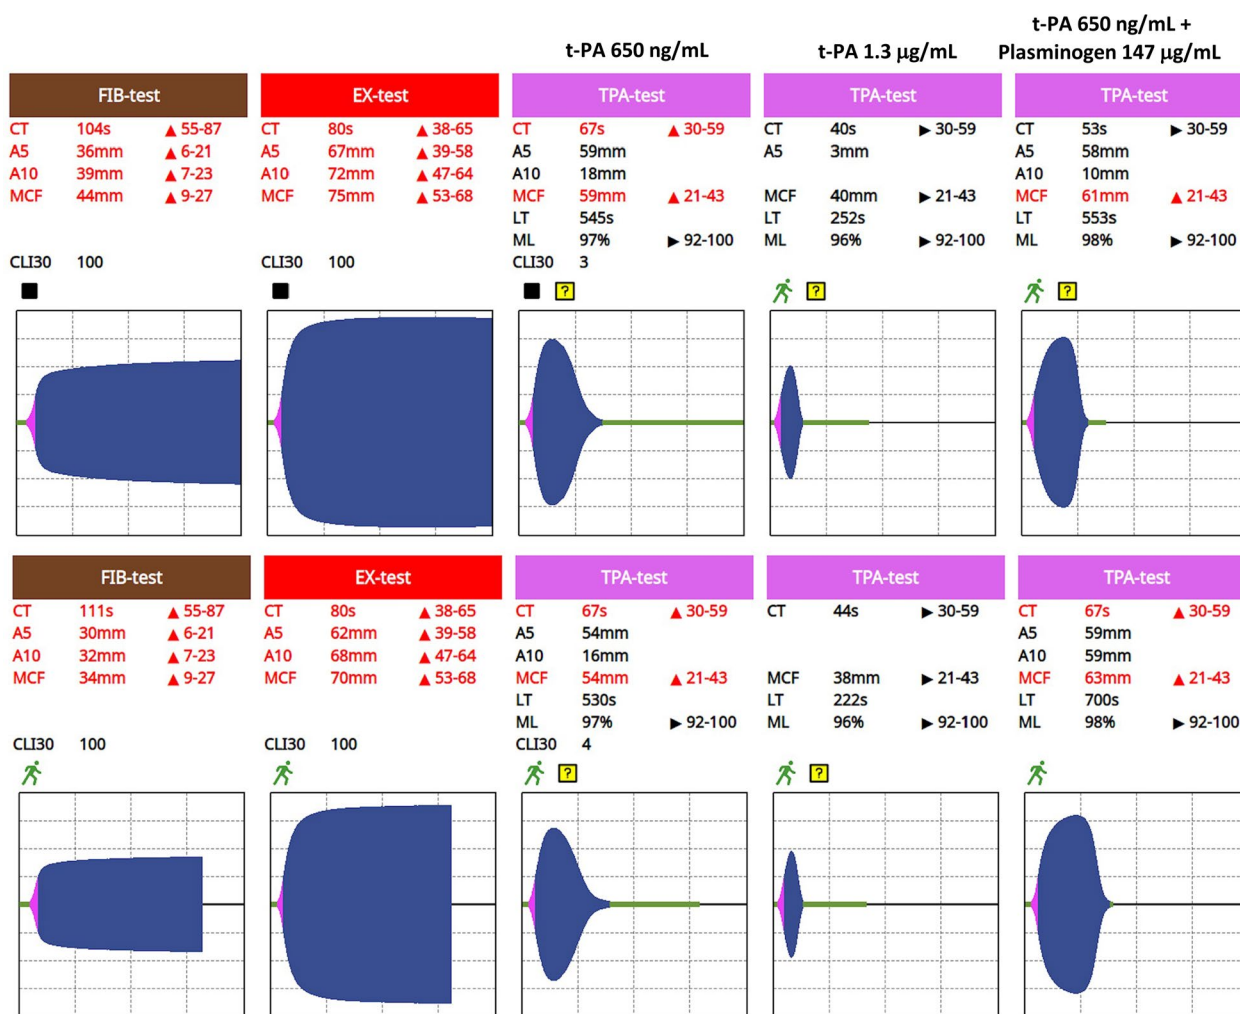 t-PA 650 ng/mL
t-PA 1.3 µg/mL
t-PA 650 ng/mL +
Plasminogen 147 µg/mL
FIB-test
CT 104s ▲ 55-87
A5 36mm ▲ 6-21
A10 39mm ▲ 7-23
MCF 44mm ▲ 9-27
CLI30 100
EX-test
CT 80s ▲ 38-65
A5 67mm ▲ 39-58
A10 72mm ▲ 47-64
MCF 75mm ▲ 53-68
CLI30 100
TPA-test
CT 67s ▲ 30-59
A5 59mm
A10 18mm
MCF 59mm ▲ 21-43
LT 545s
ML 97% ► 92-100
CLI30 3
?
TPA-test
CT 40s ► 30-59
A5 3mm
MCF 40mm ► 21-43
LT 252s
ML 96% ► 92-100
?
TPA-test
CT 53s ► 30-59
A5 58mm
A10 10mm
MCF 61mm ▲ 21-43
LT 553s
ML 98% ► 92-100
?
FIB-test
CT 111s ▲ 55-87
A5 30mm ▲ 6-21
A10 32mm ▲ 7-23
MCF 34mm ▲ 9-27
CLI30 100
EX-test
CT 80s ▲ 38-65
A5 62mm ▲ 39-58
A10 68mm ▲ 47-64
MCF 70mm ▲ 53-68
CLI30 100
TPA-test
CT 67s ▲ 30-59
A5 54mm
A10 16mm
MCF 54mm ▲ 21-43
LT 530s
ML 97% ► 92-100
CLI30 4
?
TPA-test
CT 44s ► 30-59
MCF 38mm ► 21-43
LT 222s
ML 96% ► 92-100
?
TPA-test
CT 67s ▲ 30-59
A5 59mm
A10 59mm
MCF 63mm ▲ 21-43
LT 700s
ML 98% ► 92-100